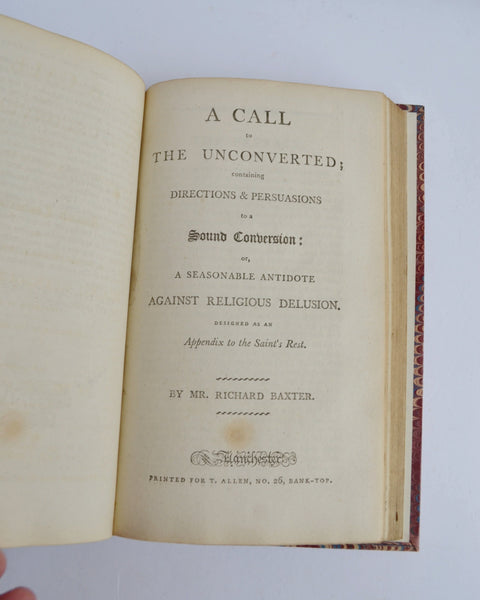 A CALL
to
THE UNCONVERTED;
containing
DIRECTIONS & PERSUASIONS
to a
Sound Conversion:
or,
A SEASONABLE ANTIDOTE
AGAINST RELIGIOUS DELUSION.
DESIGNED AS AN
Appendix to the Saint's Rest.
BY MR. RICHARD BAXTER.
Manchester:
PRINTED FOR T. ALLEN, NO. 26, BANK-TOP.